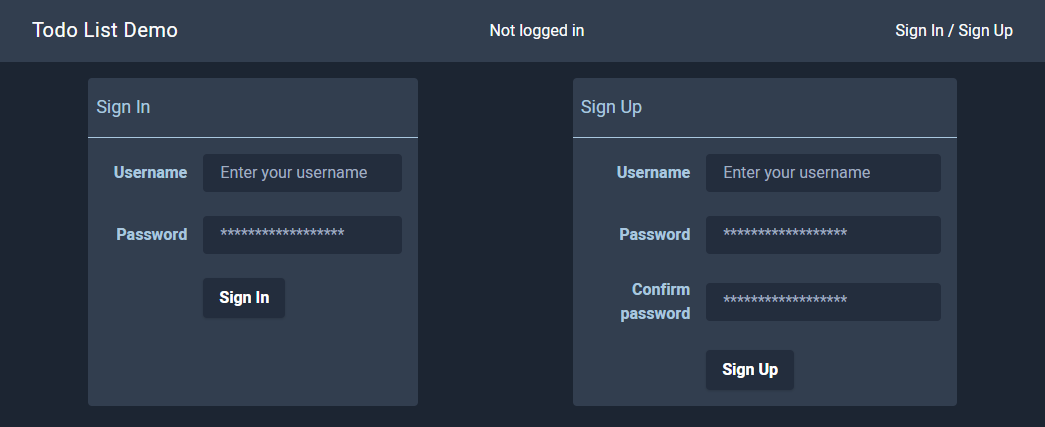 Todo List Demo
Not logged in
Sign In / Sign Up
Sign In
Username
Enter your username
Password
******************
Sign In
Sign Up
Username
Enter your username
Password
******************
Confirm
password
******************
Sign Up